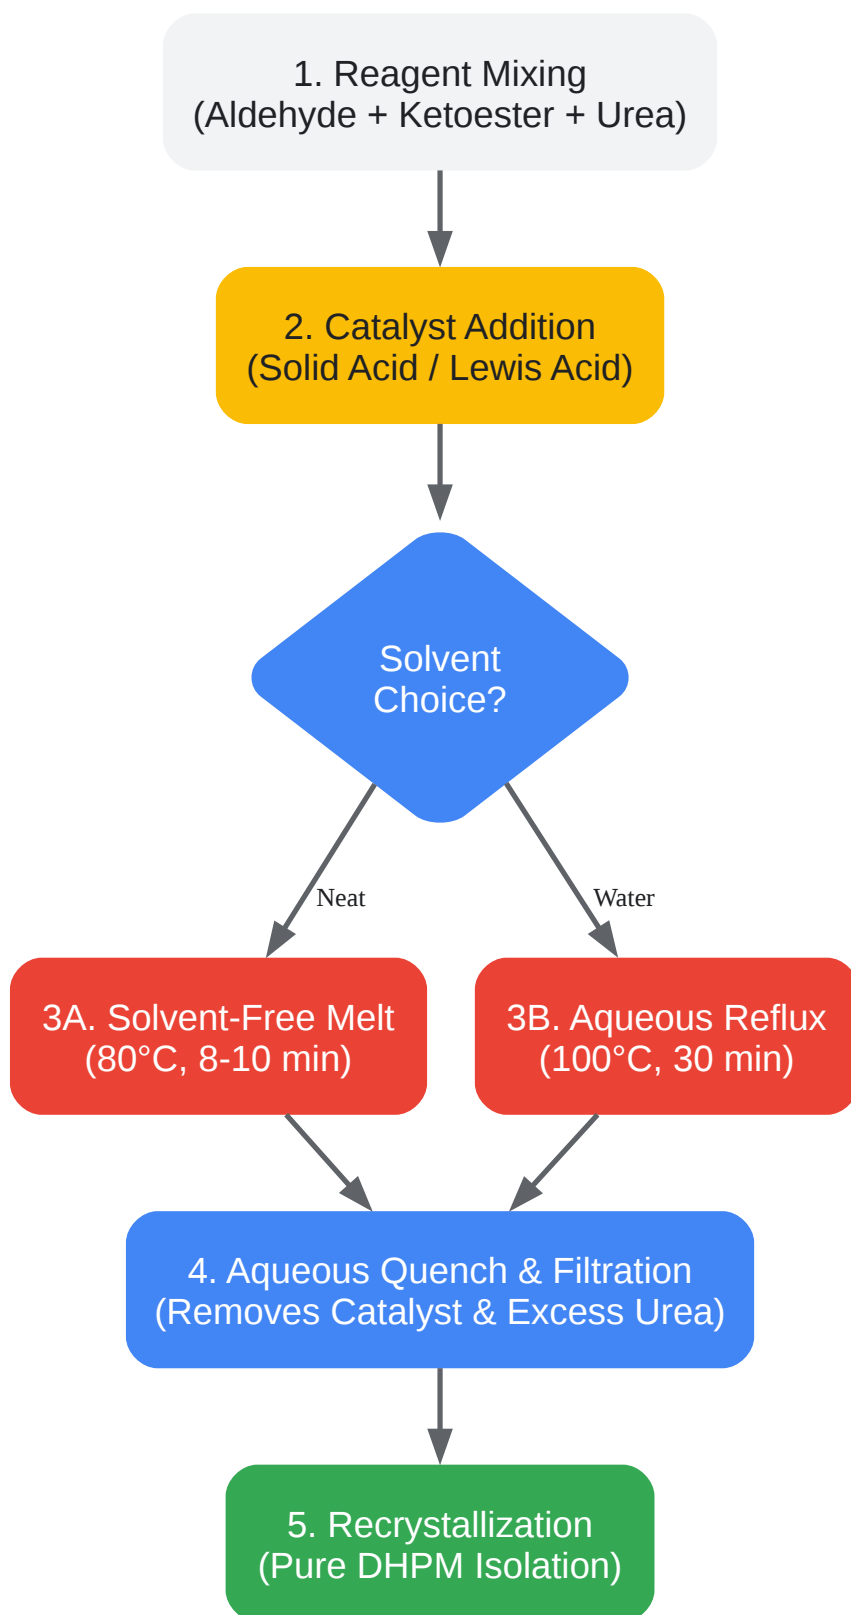 1. Reagent Mixing
(Aldehyde + Ketoester + Urea)
2. Catalyst Addition
(Solid Acid / Lewis Acid)
Solvent
Choice?
Neat
Water
3A. Solvent-Free Melt
(80°C, 8-10 min)
3B. Aqueous Reflux
(100°C, 30 min)
4. Aqueous Quench & Filtration
(Removes Catalyst & Excess Urea)
5. Recrystallization
(Pure DHPM Isolation)